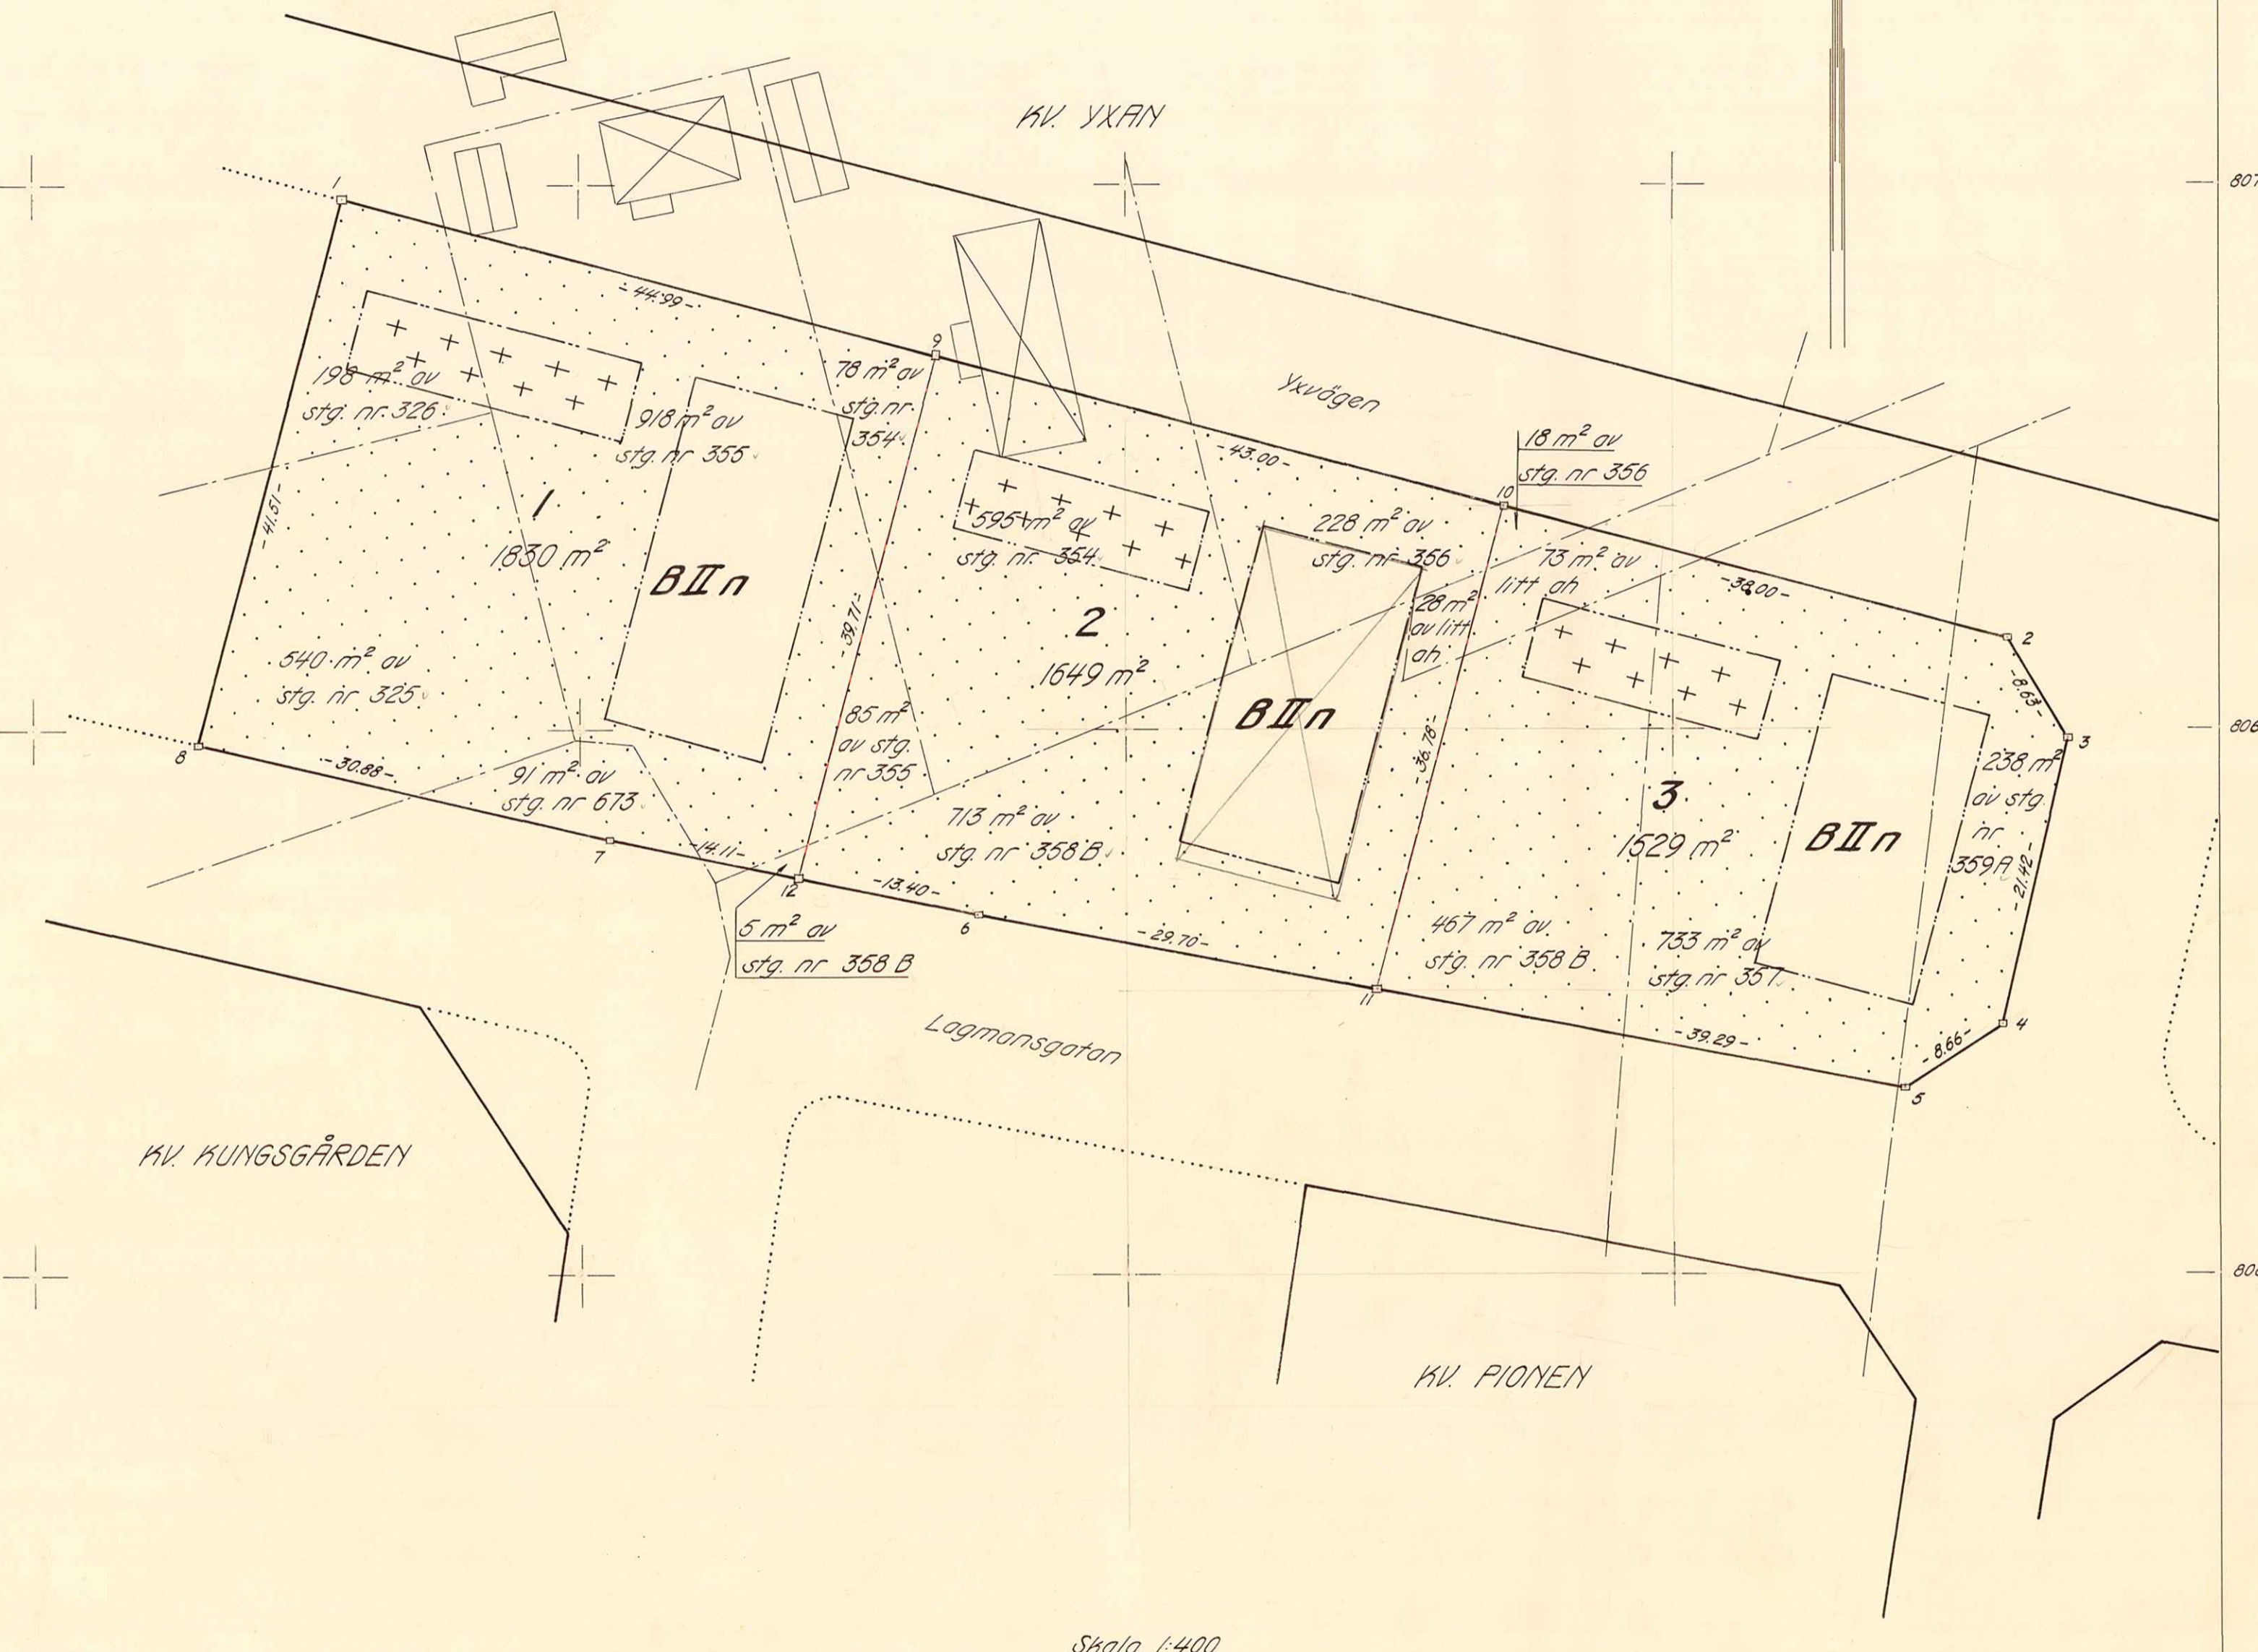 KV. YXAN
807
1
-44.99-
9
78 m² av
stg. nr.
354
198 m² av
stg. nr. 326
918 m² av
stg. nr 355
Yxvägen
-43.00-
18 m² av
stg. nr 356
10
-41.51-
1
1830 m²
B II n
595 m² av
stg. nr. 354
228 m² av
stg. nr 356
73 m² av
litt ah
-38.00-
28 m²
av litt.
ah
2
-39.71-
2
1649 m²
-8.63-
540 m² av
stg. nr 325
85 m²
av stg.
nr 355
B II n
-36.78-
806
3
8
-30.88-
91 m² av
stg. nr 673
238 m²
av stg.
nr
359A
3
1529 m²
B II n
713 m² av
stg. nr 358 B
-21.42-
7
-14.11-
12
-13.40-
6
-29.70-
5 m² av
stg. nr 358 B
467 m² av
stg. nr 358 B
733 m² av
stg. nr 357
11
-39.29-
4
-8.66-
5
Lagmansgatan
KV. KUNGSGÅRDEN
KV. PIONEN
Skala 1:400